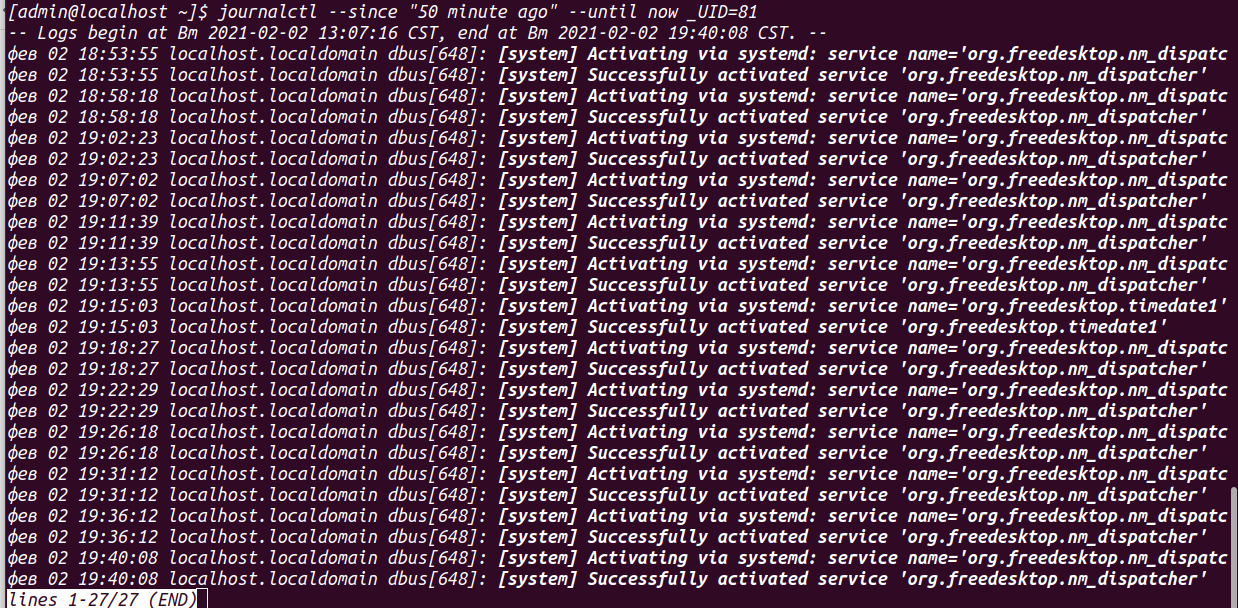 [admin@localhost ~]$ journalctl --since "50 minute ago" --until now _UID=81
-- Logs begin at Вт 2021-02-02 13:07:16 CST, end at Вт 2021-02-02 19:40:08 CST. --
фев 02 18:53:55 localhost.localdomain dbus[648]: [system] Activating via systemd: service name='org.freedesktop.nm_dispatc
фев 02 18:53:55 localhost.localdomain dbus[648]: [system] Successfully activated service 'org.freedesktop.nm_dispatcher'
фев 02 18:58:18 localhost.localdomain dbus[648]: [system] Activating via systemd: service name='org.freedesktop.nm_dispatc
фев 02 18:58:18 localhost.localdomain dbus[648]: [system] Successfully activated service 'org.freedesktop.nm_dispatcher'
фев 02 19:02:23 localhost.localdomain dbus[648]: [system] Activating via systemd: service name='org.freedesktop.nm_dispatc
фев 02 19:02:23 localhost.localdomain dbus[648]: [system] Successfully activated service 'org.freedesktop.nm_dispatcher'
фев 02 19:07:02 localhost.localdomain dbus[648]: [system] Activating via systemd: service name='org.freedesktop.nm_dispatc
фев 02 19:07:02 localhost.localdomain dbus[648]: [system] Successfully activated service 'org.freedesktop.nm_dispatcher'
фев 02 19:11:39 localhost.localdomain dbus[648]: [system] Activating via systemd: service name='org.freedesktop.nm_dispatc
фев 02 19:11:39 localhost.localdomain dbus[648]: [system] Successfully activated service 'org.freedesktop.nm_dispatcher'
фев 02 19:13:55 localhost.localdomain dbus[648]: [system] Activating via systemd: service name='org.freedesktop.nm_dispatc
фев 02 19:13:55 localhost.localdomain dbus[648]: [system] Successfully activated service 'org.freedesktop.nm_dispatcher'
фев 02 19:15:03 localhost.localdomain dbus[648]: [system] Activating via systemd: service name='org.freedesktop.timedate1'
фев 02 19:15:03 localhost.localdomain dbus[648]: [system] Successfully activated service 'org.freedesktop.timedate1'
фев 02 19:18:27 localhost.localdomain dbus[648]: [system] Activating via systemd: service name='org.freedesktop.nm_dispatc
фев 02 19:18:27 localhost.localdomain dbus[648]: [system] Successfully activated service 'org.freedesktop.nm_dispatcher'
фев 02 19:22:29 localhost.localdomain dbus[648]: [system] Activating via systemd: service name='org.freedesktop.nm_dispatc
фев 02 19:22:29 localhost.localdomain dbus[648]: [system] Successfully activated service 'org.freedesktop.nm_dispatcher'
фев 02 19:26:18 localhost.localdomain dbus[648]: [system] Activating via systemd: service name='org.freedesktop.nm_dispatc
фев 02 19:26:18 localhost.localdomain dbus[648]: [system] Successfully activated service 'org.freedesktop.nm_dispatcher'
фев 02 19:31:12 localhost.localdomain dbus[648]: [system] Activating via systemd: service name='org.freedesktop.nm_dispatc
фев 02 19:31:12 localhost.localdomain dbus[648]: [system] Successfully activated service 'org.freedesktop.nm_dispatcher'
фев 02 19:36:12 localhost.localdomain dbus[648]: [system] Activating via systemd: service name='org.freedesktop.nm_dispatc
фев 02 19:36:12 localhost.localdomain dbus[648]: [system] Successfully activated service 'org.freedesktop.nm_dispatcher'
фев 02 19:40:08 localhost.localdomain dbus[648]: [system] Activating via systemd: service name='org.freedesktop.nm_dispatc
фев 02 19:40:08 localhost.localdomain dbus[648]: [system] Successfully activated service 'org.freedesktop.nm_dispatcher'
lines 1-27/27 (END)